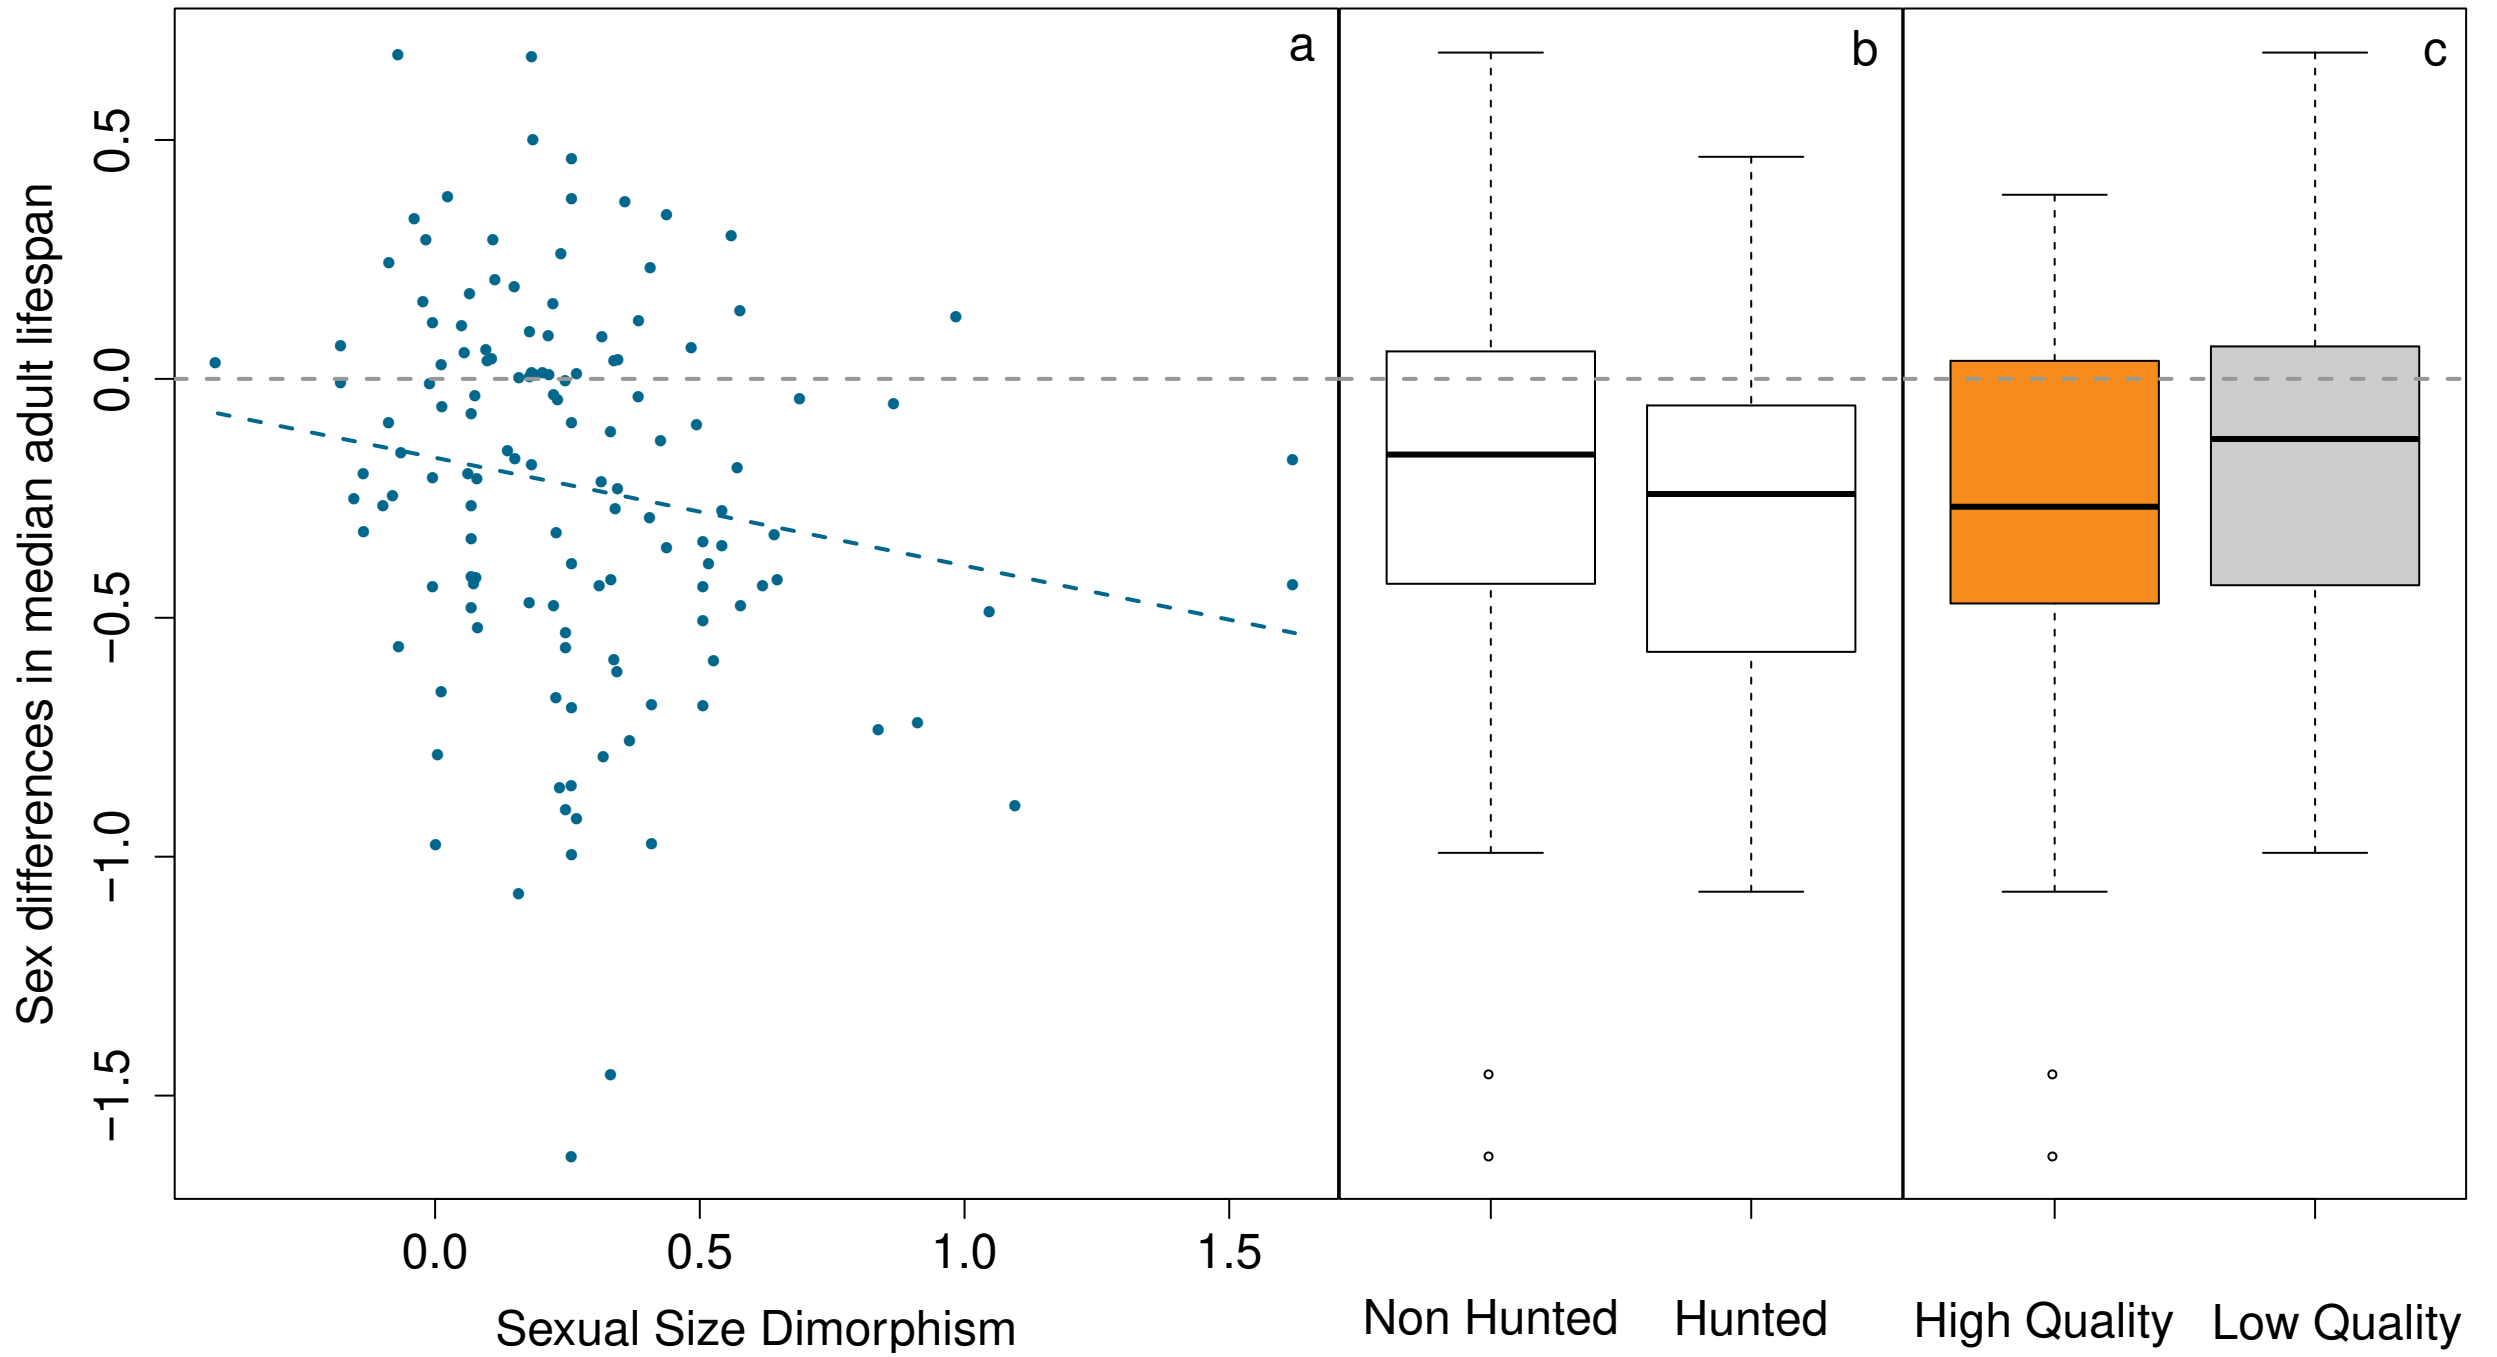 a
b
c
Sex differences in median adult lifespan
0.5
0.0
−0.5
−1.0
−1.5
0.0 0.5 1.0 1.5
Sexual Size Dimorphism
Non Hunted Hunted
High Quality Low Quality